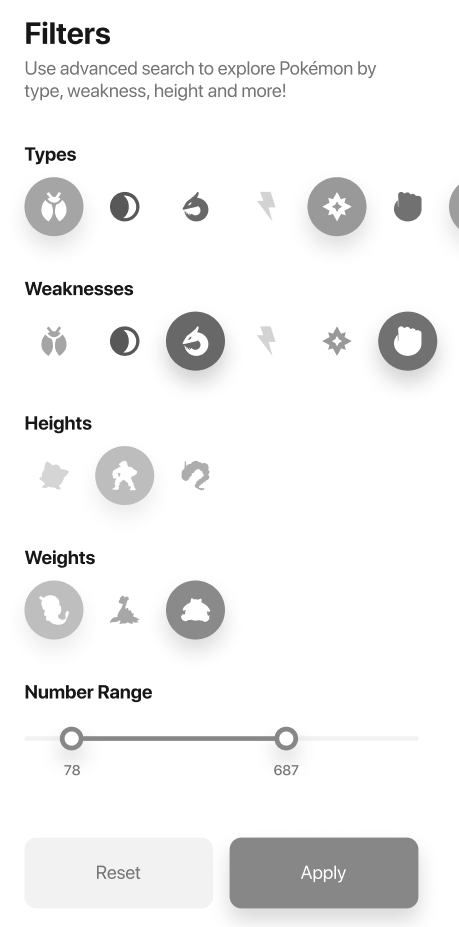 Filters
Use advanced search to explore Pokémon by
type, weakness, height and more!
Types
Weaknesses
Heights
Weights
Number Range
78 687
Reset Apply